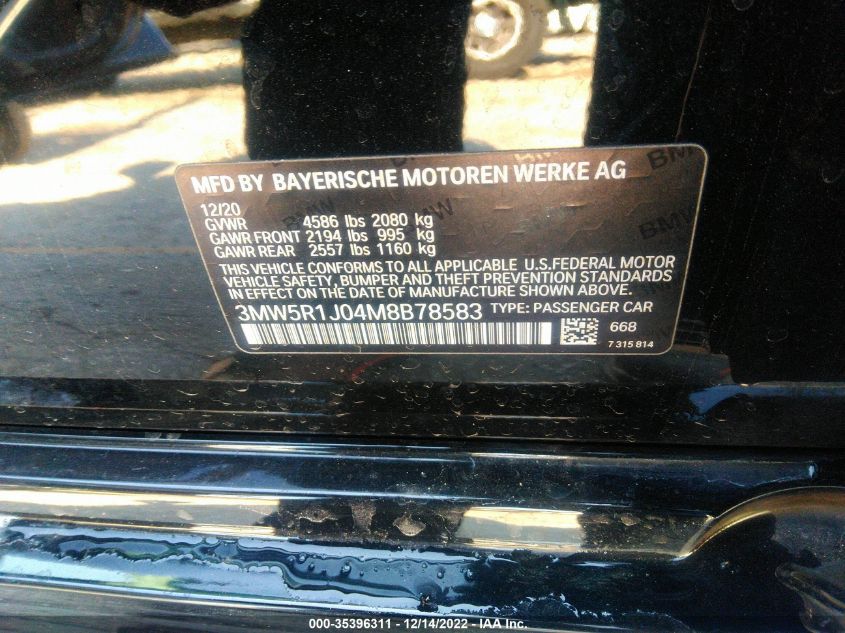 MFD BY BAYERISCHE MOTOREN WERKE AG
12/20
GVWR 4586 lbs 2080 kg
GAWR FRONT 2194 lbs 995 kg
GAWR REAR 2557 lbs 1160 kg
THIS VEHICLE CONFORMS TO ALL APPLICABLE U.S.FEDERAL MOTOR
VEHICLE SAFETY, BUMPER AND THEFT PREVENTION STANDARDS
IN EFFECT ON THE DATE OF MANUFACTURE SHOWN ABOVE.
3MW5R1J04M8B78583 TYPE: PASSENGER CAR
668
7 315 814
BMW
BMW
BMW
000-35396311 - 12/14/2022 - IAA Inc.